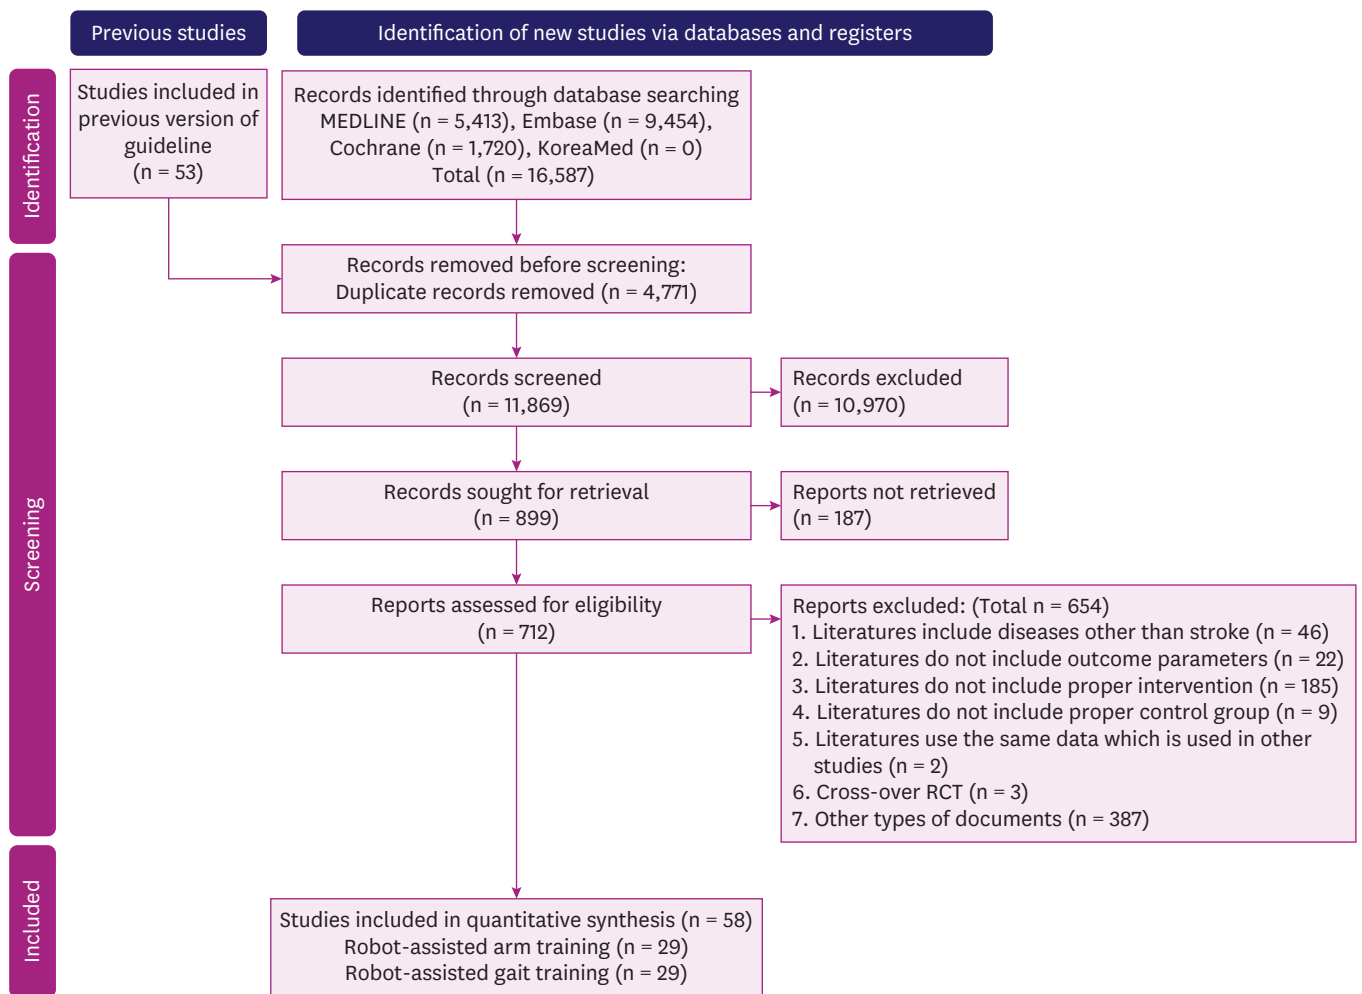 Previous studies
Identification of new studies via databases and registers
Identification
Studies included in
previous version of
guideline
(n = 53)
Records identified through database searching
MEDLINE (n = 5,413), Embase (n = 9,454),
Cochrane (n = 1,720), KoreaMed (n = 0)
Total (n = 16,587)
Screening
Records removed before screening:
Duplicate records removed (n = 4,771)
Records screened
(n = 11,869)
Records excluded
(n = 10,970)
Records sought for retrieval
(n = 899)
Reports not retrieved
(n = 187)
Reports assessed for eligibility
(n = 712)
Reports excluded: (Total n = 654)
1. Literatures include diseases other than stroke (n = 46)
2. Literatures do not include outcome parameters (n = 22)
3. Literatures do not include proper intervention (n = 185)
4. Literatures do not include proper control group (n = 9)
5. Literatures use the same data which is used in other
studies (n = 2)
6. Cross-over RCT (n = 3)
7. Other types of documents (n = 387)
Included
Studies included in quantitative synthesis (n = 58)
Robot-assisted arm training (n = 29)
Robot-assisted gait training (n = 29)